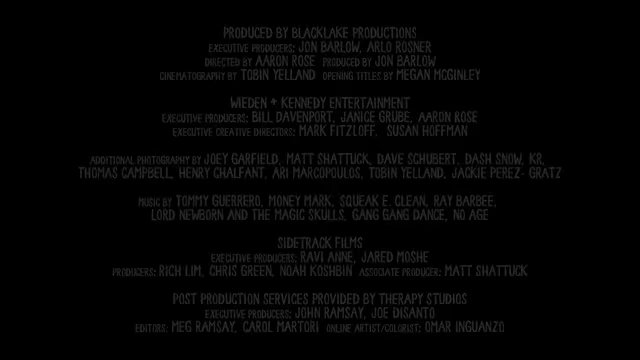 PRODUCED BY BLACKLAKE PRODUCTIONS
EXECUTIVE PRODUCERS: JON BARLOW, ARLO ROSNER
DIRECTED BY AARON ROSE PRODUCED BY JON BARLOW
CINEMATOGRAPHY BY TOBIN YELLAND OPENING TITLES BY MEGAN MCGINLEY
WIEDEN + KENNEDY ENTERTAINMENT
EXECUTIVE PRODUCERS: BILL DAVENPORT, JANICE GRUBE, AARON ROSE
EXECUTIVE CREATIVE DIRECTORS: MARK FITZLOFF, SUSAN HOFFMAN
ADDITIONAL PHOTOGRAPHY BY JOEY GARFIELD, MATT SHATTUCK, DAVE SCHUBERT, DASH SNOW, KR,
THOMAS CAMPBELL, HENRY CHALFANT, ARI MARCOPOULOS, TOBIN YELLAND, JACKIE PEREZ- GRATZ
MUSIC BY TOMMY GUERRERO, MONEY MARK, SQUEAK E. CLEAN, RAY BARBEE,
LORD NEWBORN AND THE MAGIC SKULLS, GANG GANG DANCE, NO AGE
SIDETRACK FILMS
EXECUTIVE PRODUCERS: RAVI ANNE, JARED MOSHE
PRODUCERS: RICH LIM, CHRIS GREEN, NOAH KOSHBIN ASSOCIATE PRODUCER: MATT SHATTUCK
POST PRODUCTION SERVICES PROVIDED BY THERAPY STUDIOS
EXECUTIVE PRODUCERS: JOHN RAMSAY, JOE DISANTO
EDITORS: MEG RAMSAY, CAROL MARTORI ONLINE ARTIST/COLORIST: OMAR INGUANZO